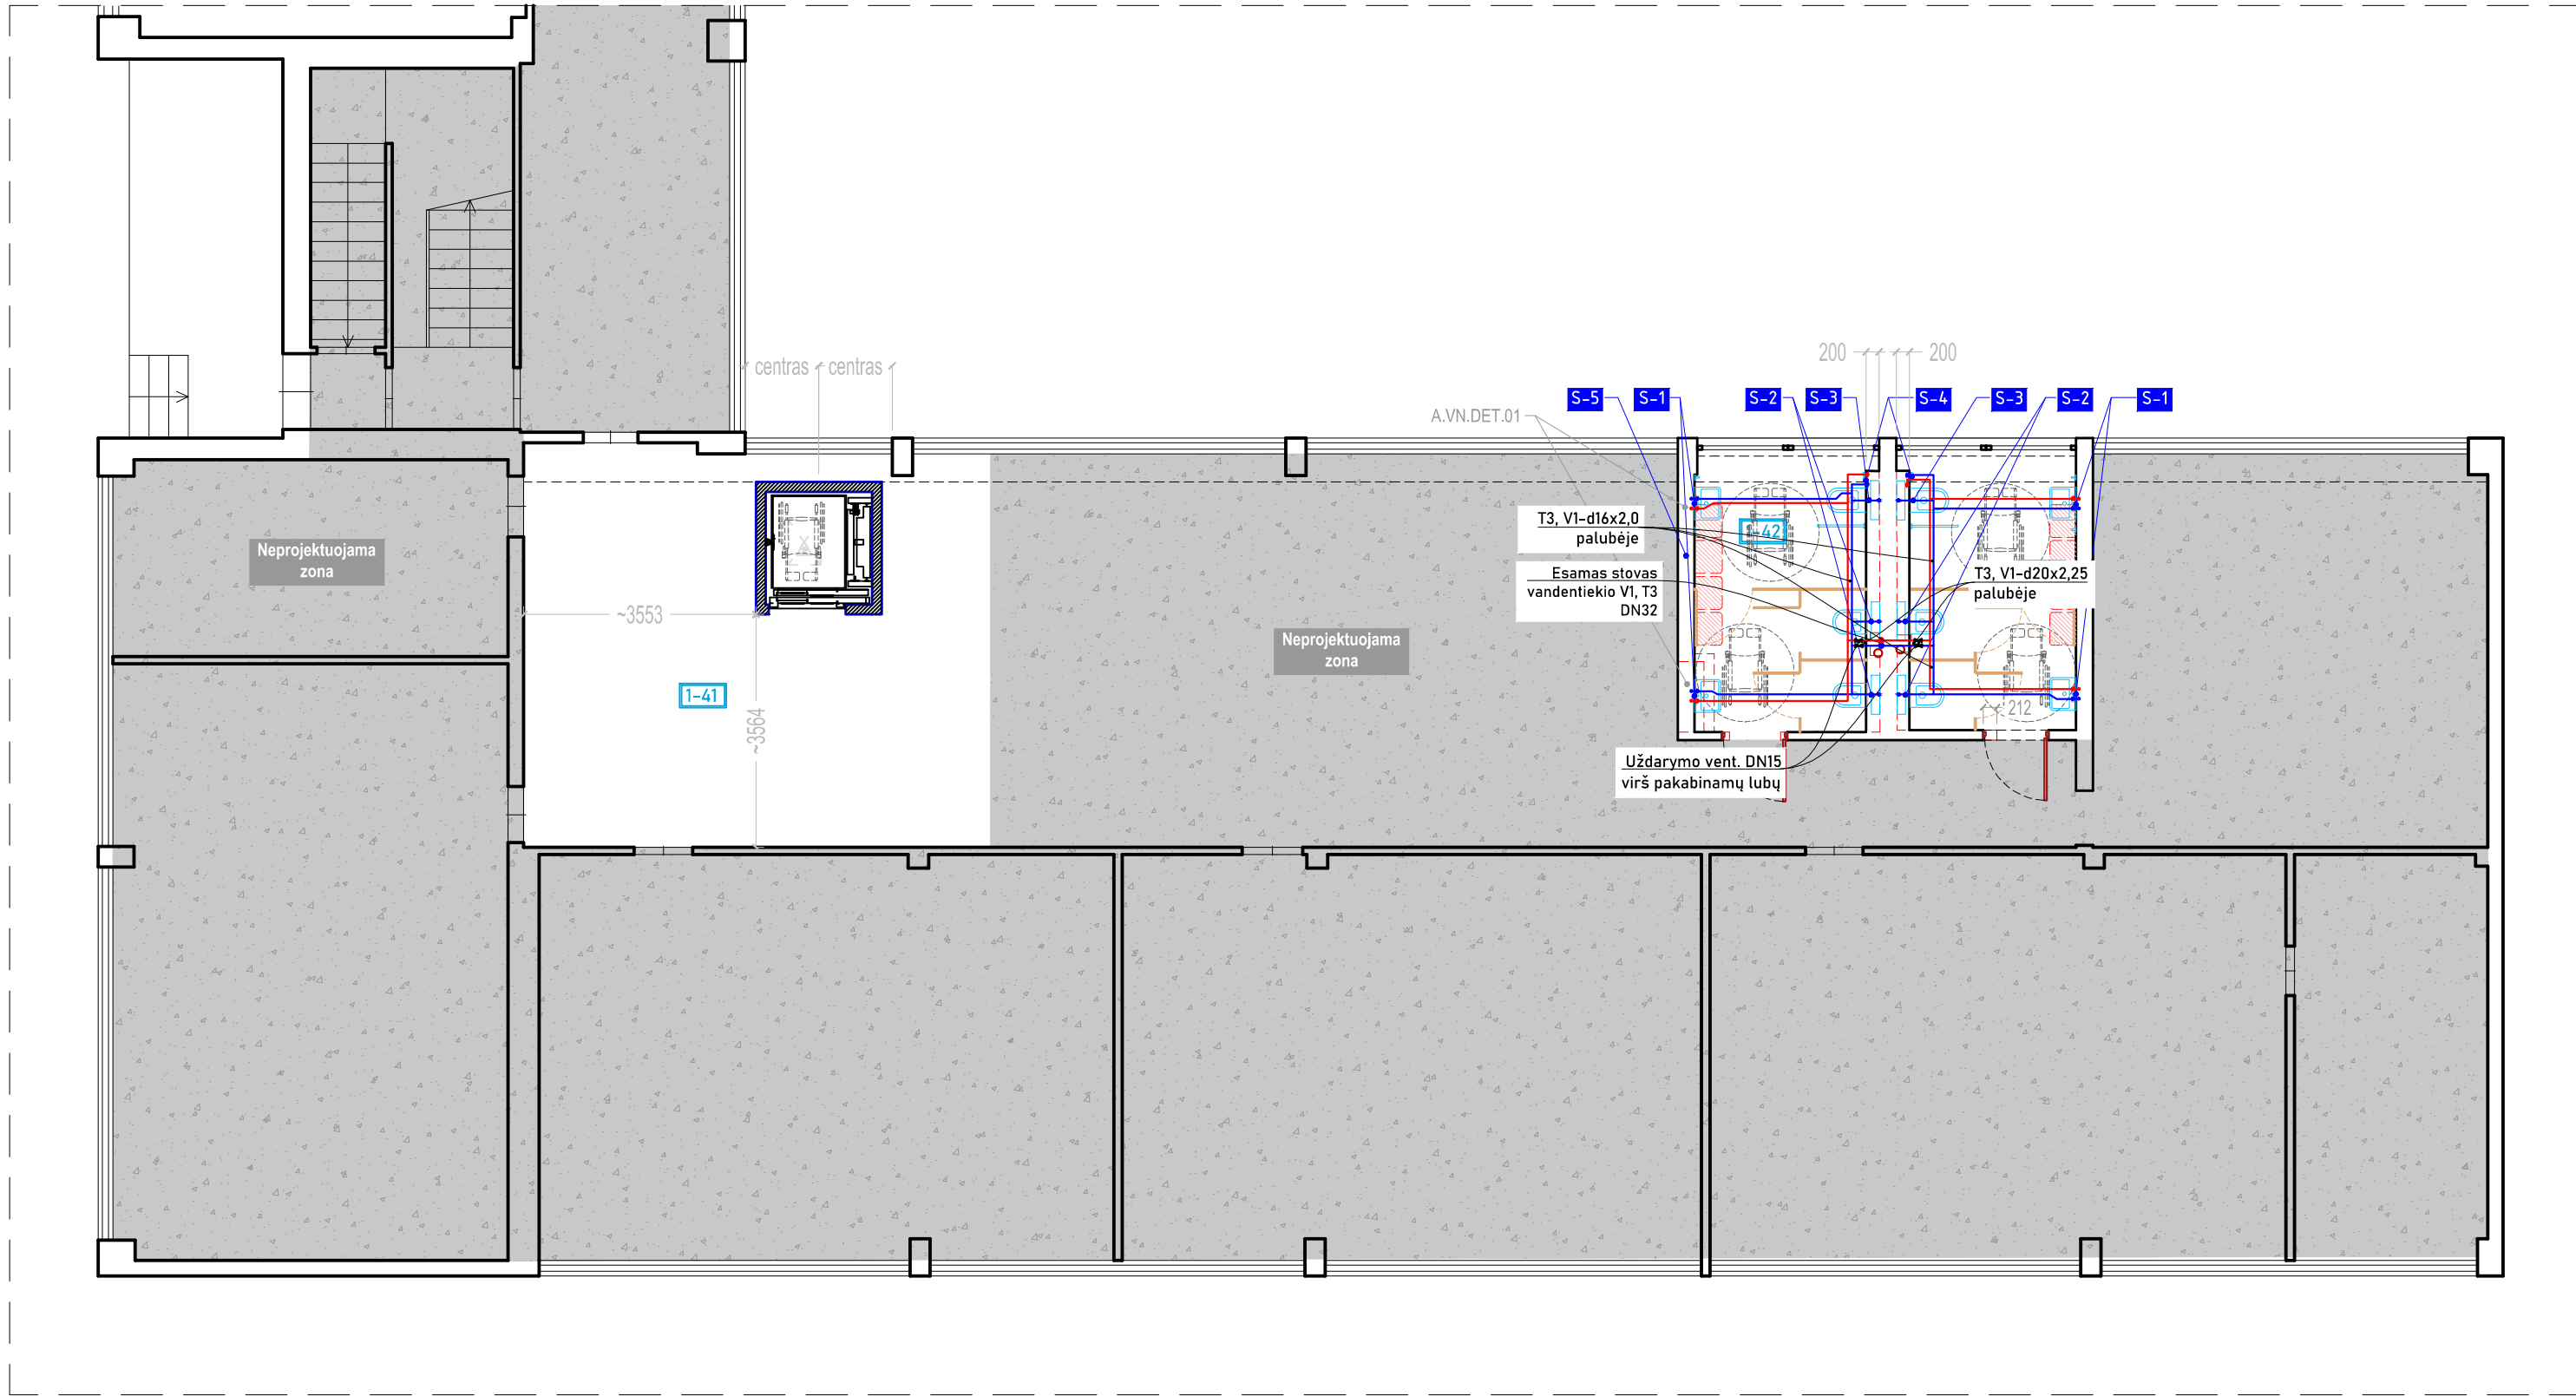 200
200
centras
centras
S-5
S-1
S-2
S-3
S-4
S-3
S-2
S-1
A.VN.DET.01
T3, V1-d16x2,0
palubėje
1-42
Neprojektuojama
zona
Esamas stovas
vandentiekio V1, T3
DN32
T3, V1-d20x2,25
palubėje
~3553
Neprojektuojama
zona
1-41
~3564
212
Uždarymo vent. DN15
virš pakabinamų lubų